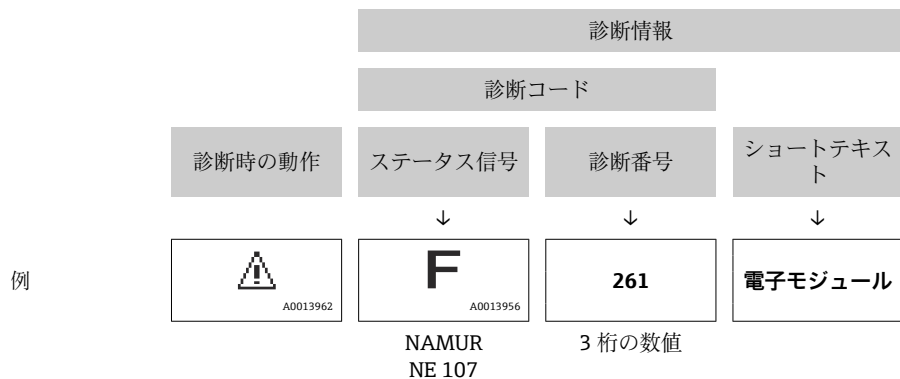 診断情報
診断コード
診断時の動作
ステータス信号
診断番号
ショートテキス
ト
↓ ↓ ↓
例
A0013962
F
A0013956
261
電子モジュール
NAMUR
NE 107
3 桁の数値